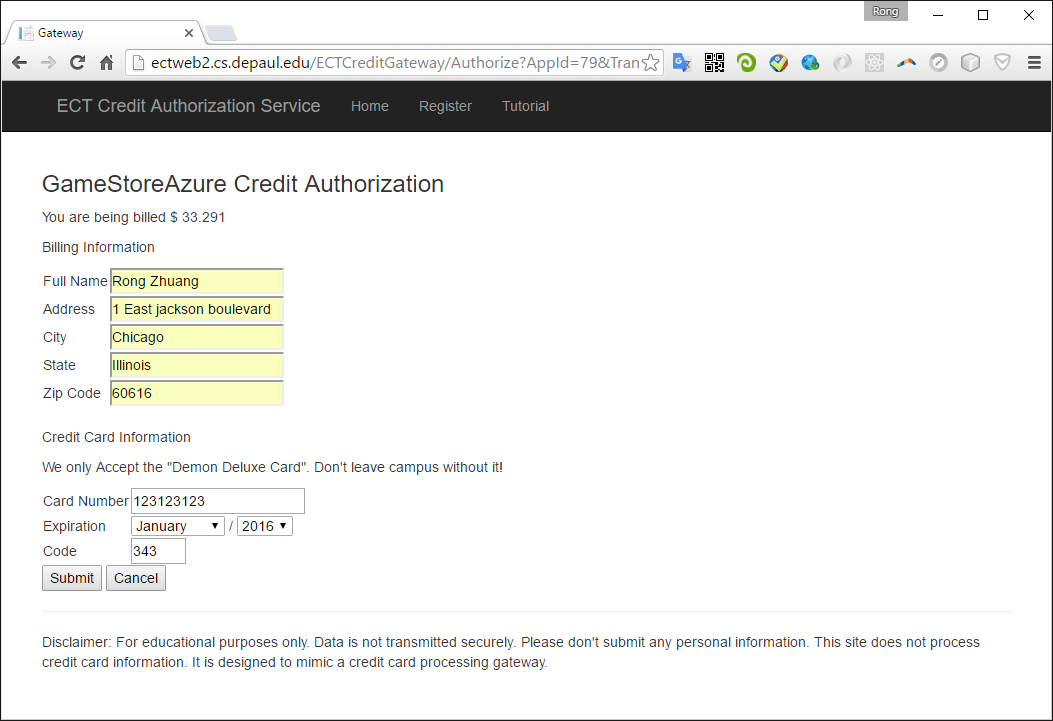 Rong
Gateway
ectweb2.cs.depaul.edu/ECTCreditGateway/Authorize?AppId=79&Tran
ECT Credit Authorization Service Home Register Tutorial
GameStoreAzure Credit Authorization
You are being billed $ 33.291
Billing Information
Full Name Rong Zhuang
Address 1 East jackson boulevard
City Chicago
State Illinois
Zip Code 60616
Credit Card Information
We only Accept the "Demon Deluxe Card". Don't leave campus without it!
Card Number 123123123
Expiration January / 2016
Code 343
Submit Cancel
Disclaimer: For educational purposes only. Data is not transmitted securely. Please don't submit any personal information. This site does not process
credit card information. It is designed to mimic a credit card processing gateway.